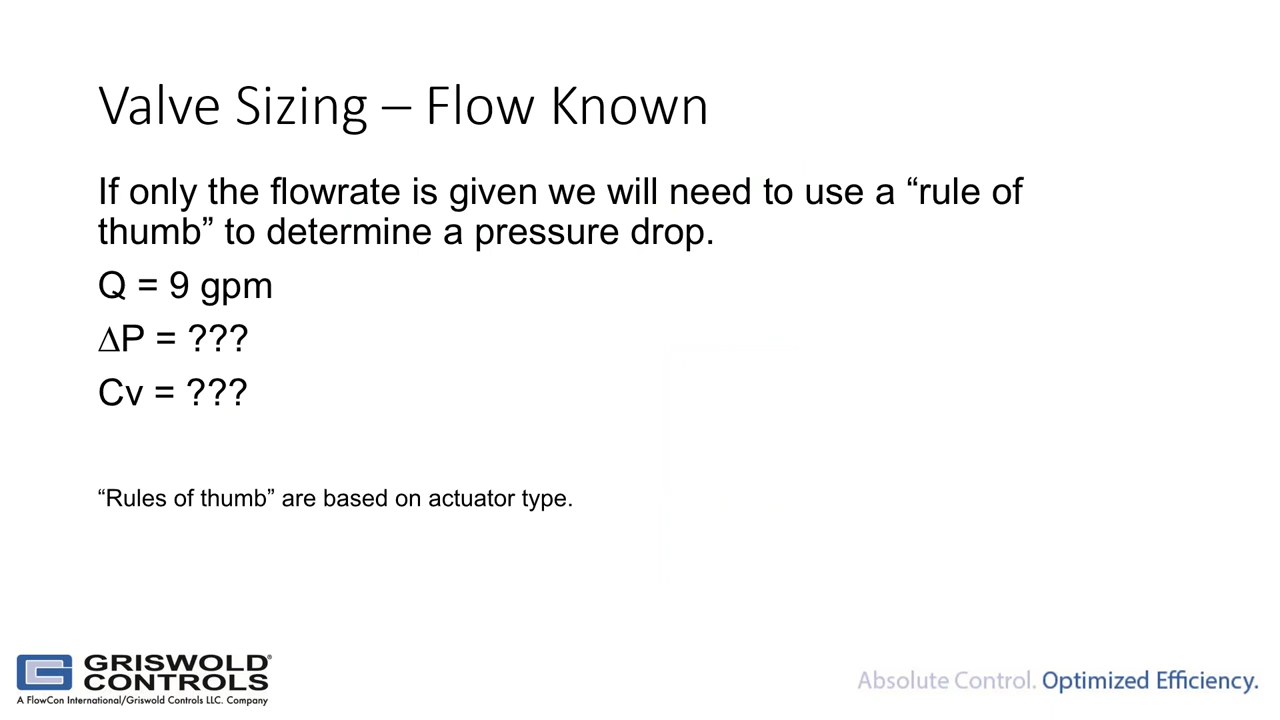 Valve Sizing – Flow Known
If only the flowrate is given we will need to use a “rule of
thumb” to determine a pressure drop.
Q = 9 gpm
∆P = ???
Cv = ???
“Rules of thumb” are based on actuator type.
GRISWOLD®
CONTROLS
A FlowCon International/Griswold Controls LLC. Company
Absolute Control. Optimized Efficiency.